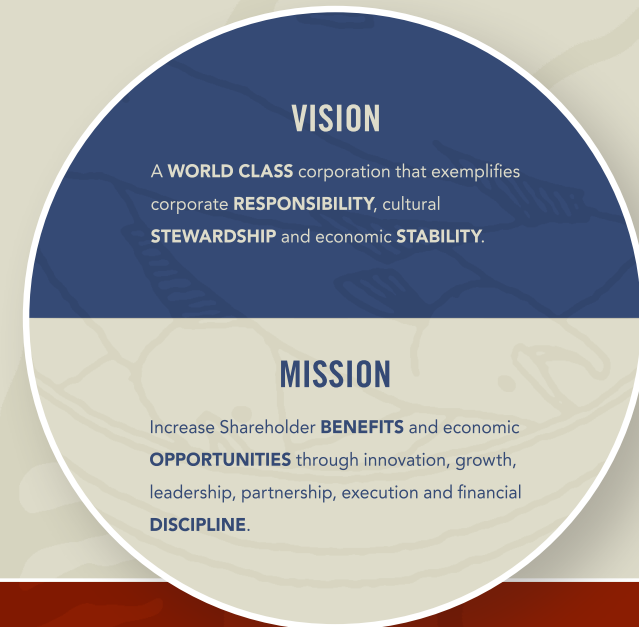 VISION
A WORLD CLASS corporation that exemplifies
corporate RESPONSIBILITY, cultural
STEWARDSHIP and economic STABILITY.
MISSION
Increase Shareholder BENEFITS and economic
OPPORTUNITIES through innovation, growth,
leadership, partnership, execution and financial
DISCIPLINE.